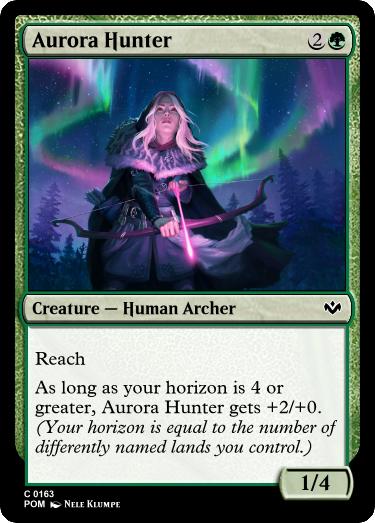 Aurora Hunter 2
Creature — Human Archer
Reach
As long as your horizon is 4 or
greater, Aurora Hunter gets +2/+0.
(Your horizon is equal to the number of
differently named lands you control.)
1/4
C 0163
POM Nele Klumpe